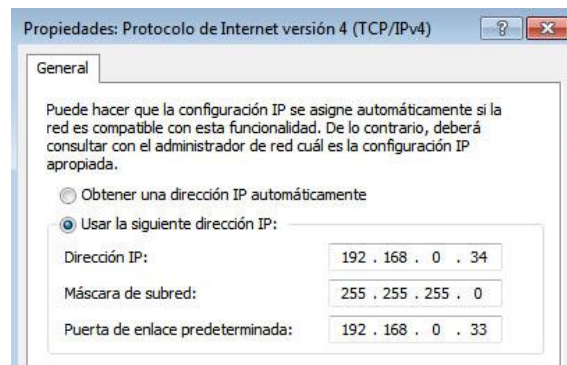 Propiedades: Protocolo de Internet versión 4 (TCP/IPv4)
General
Puede hacer que la configuración IP se asigne automáticamente si la
red es compatible con esta funcionalidad. De lo contrario, deberá
consultar con el administrador de red cuál es la configuración IP
apropiada.
Obtener una dirección IP automáticamente
Usar la siguiente dirección IP:
Dirección IP: 192 . 168 . 0 . 34
Máscara de subred: 255 . 255 . 255 . 0
Puerta de enlace predeterminada: 192 . 168 . 0 . 33